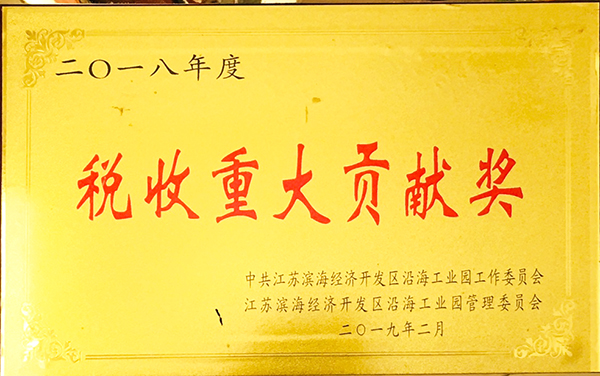 二〇一八年度
税收重大贡献奖
中共江苏滨海经济开发区沿海工业园工作委员会
江苏滨海经济开发区沿海工业园管理委员会
二〇一九年二月